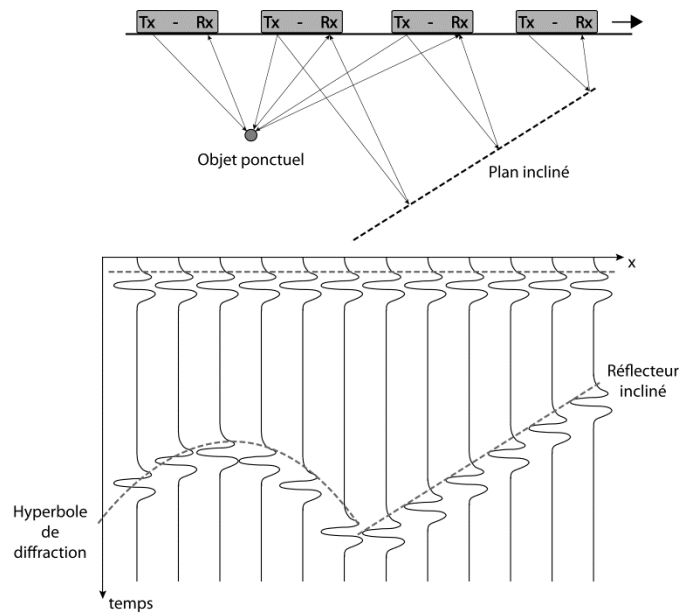 Tx - Rx
Tx - Rx
Tx - Rx
Tx - Rx
Objet ponctuel
Plan incliné
x
Réflecteur
incliné
Hyperbole
de
diffraction
temps